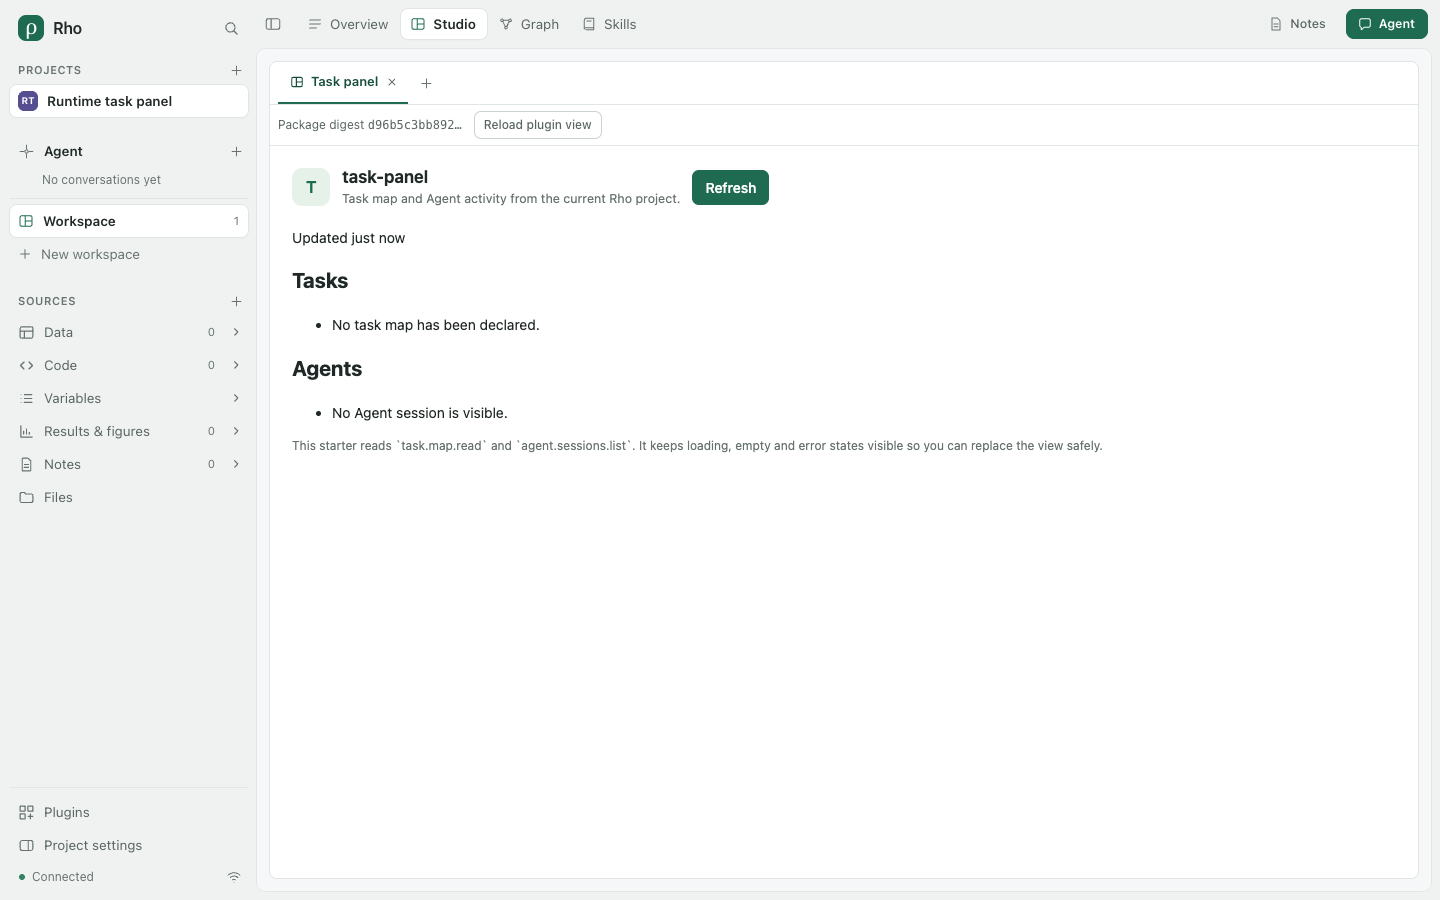 ρ Rho
PROJECTS
RT Runtime task panel
Agent
No conversations yet
Workspace 1
New workspace
SOURCES
Data 0
Code 0
Variables
Results & figures 0
Notes 0
Files
Plugins
Project settings
Connected
Overview Studio Graph Skills Notes Agent
Task panel
Package digest d96b5c3bb892… Reload plugin view
T task-panel
Task map and Agent activity from the current Rho project.
Refresh
Updated just now
Tasks
• No task map has been declared.
Agents
• No Agent session is visible.
This starter reads `task.map.read` and `agent.sessions.list`. It keeps loading, empty and error states visible so you can replace the view safely.